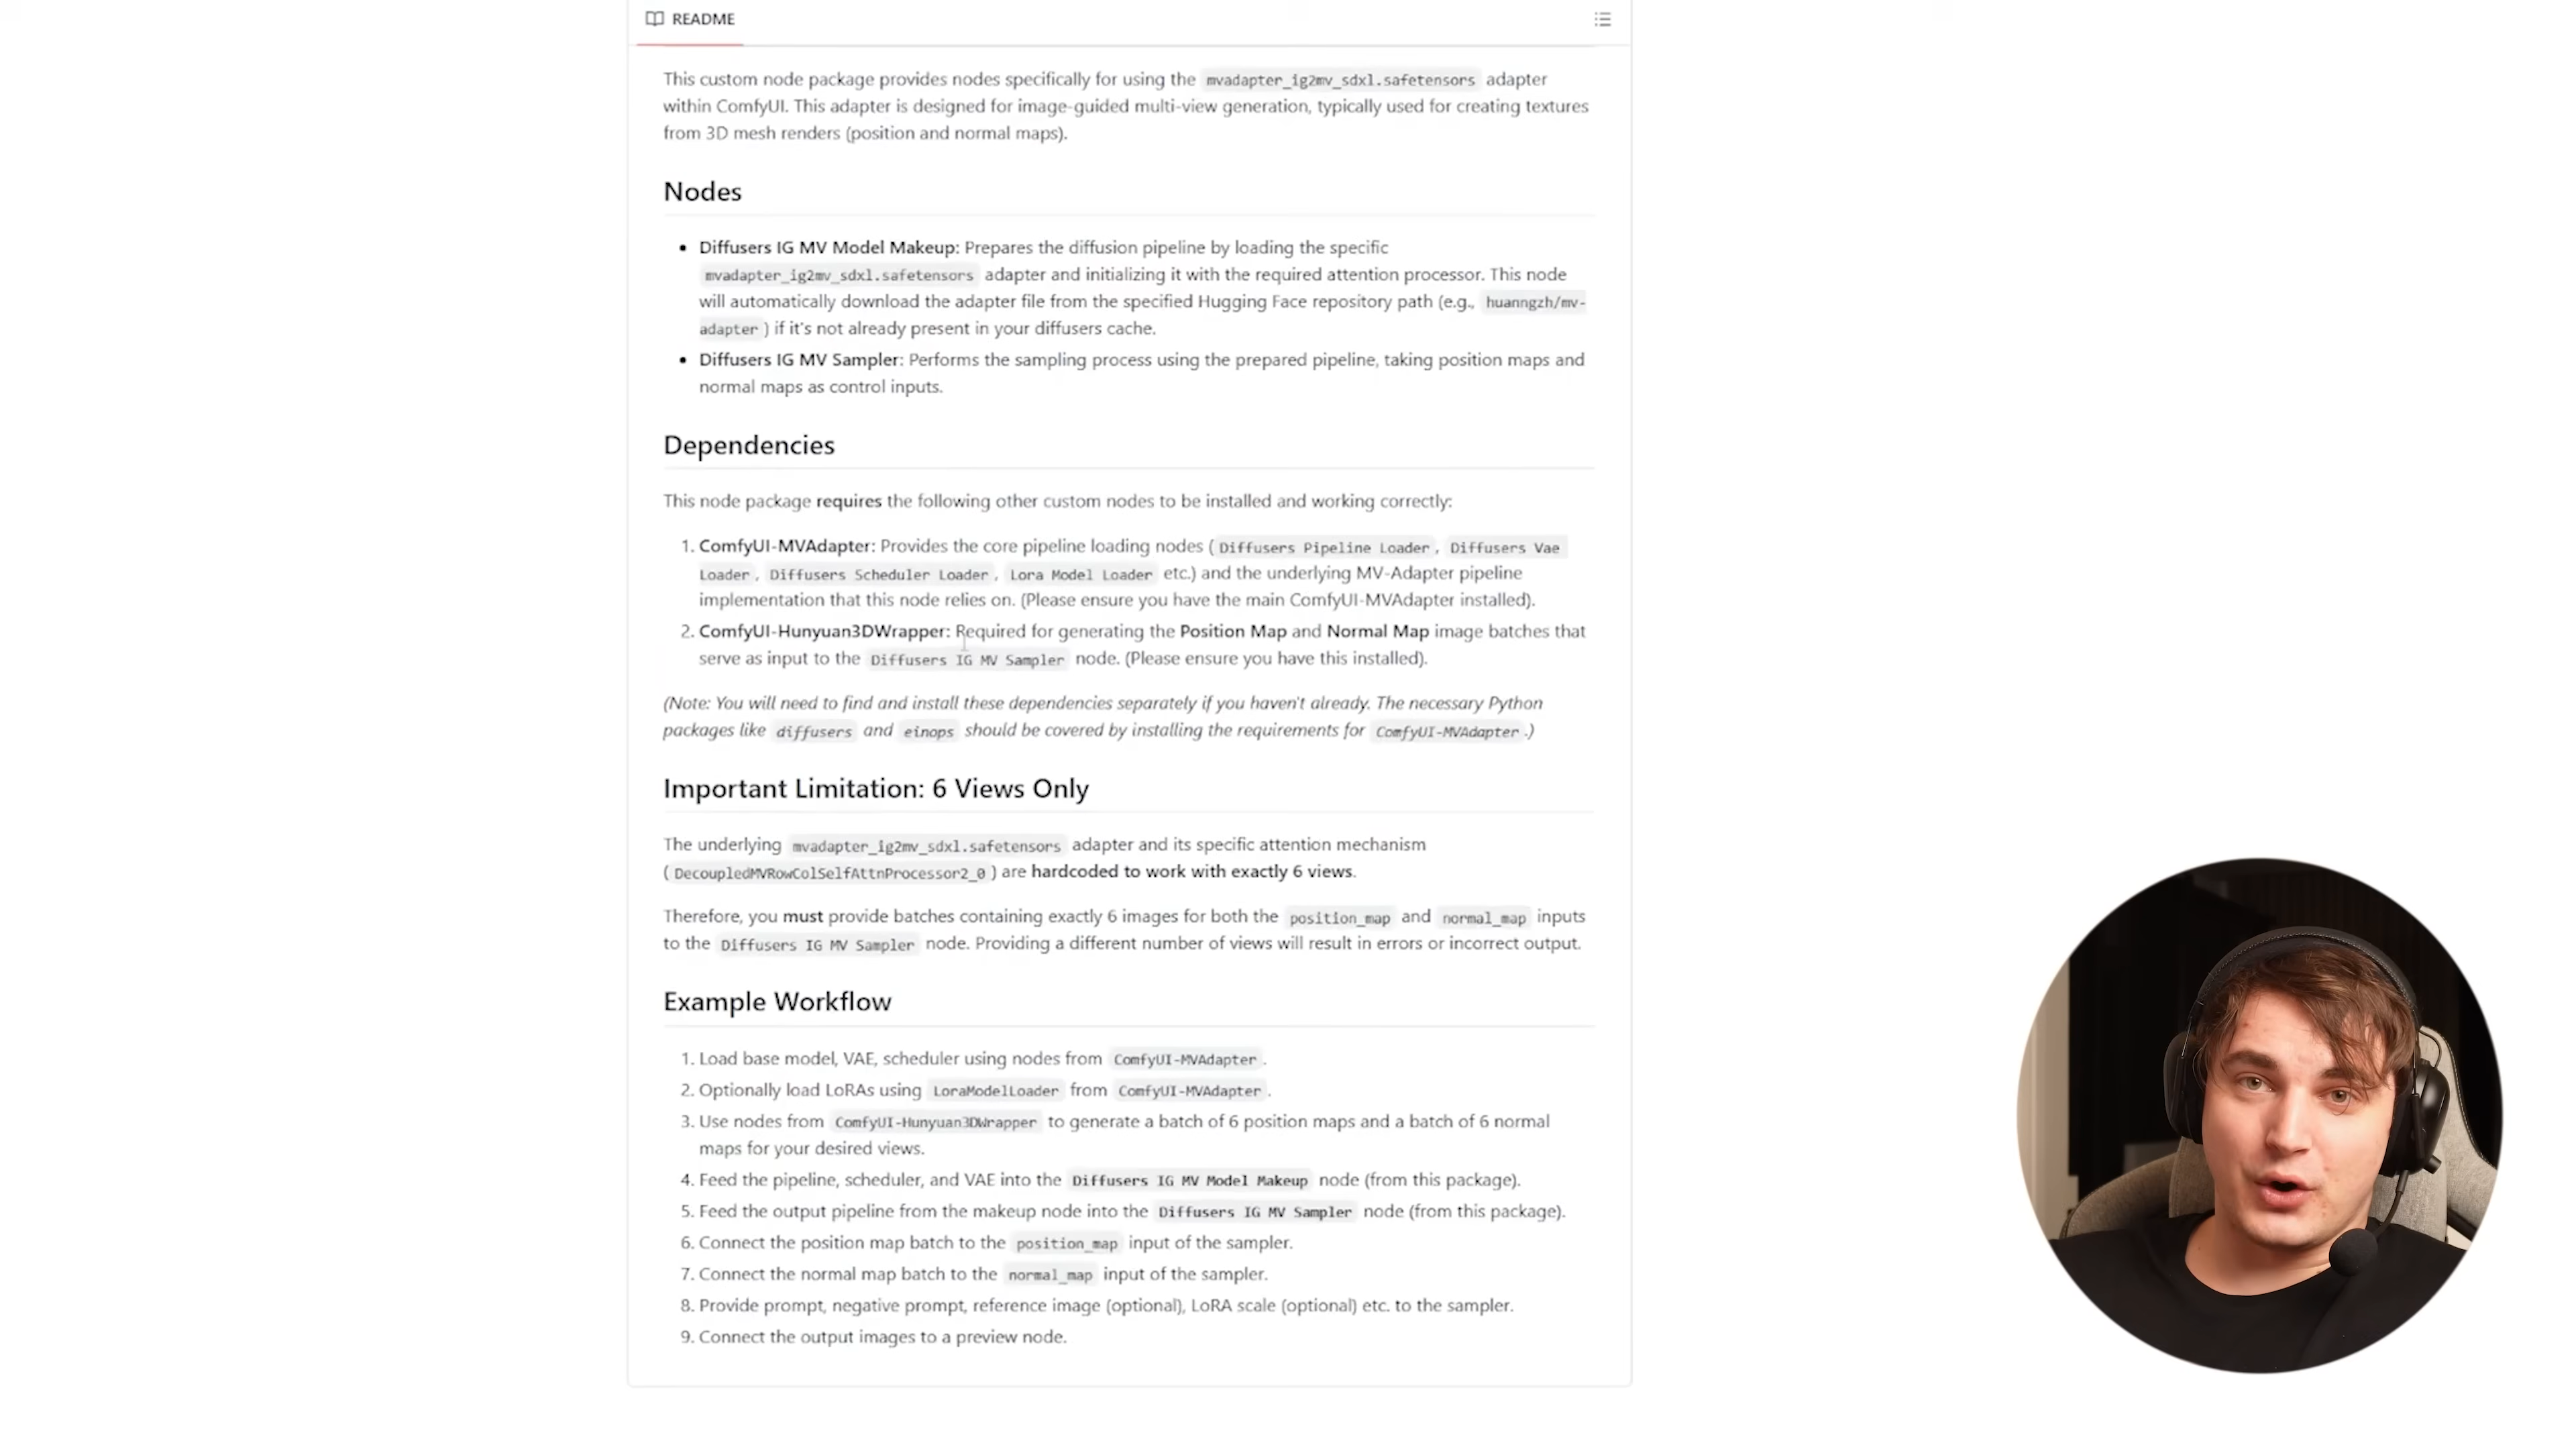 README
This custom node package provides nodes specifically for using the mvadapter_ig2mv_sdxl.safetensors adapter
within ComfyUI. This adapter is designed for image-guided multi-view generation, typically used for creating textures
from 3D mesh renders (position and normal maps).
Nodes
• Diffusers IG MV Model Makeup: Prepares the diffusion pipeline by loading the specific
mvadapter_ig2mv_sdxl.safetensors adapter and initializing it with the required attention processor. This node
will automatically download the adapter file from the specified Hugging Face repository path (e.g., huanngzh/mv-
adapter ) if it's not already present in your diffusers cache.
• Diffusers IG MV Sampler: Performs the sampling process using the prepared pipeline, taking position maps and
normal maps as control inputs.
Dependencies
This node package requires the following other custom nodes to be installed and working correctly:
1. ComfyUI-MVAdapter: Provides the core pipeline loading nodes ( Diffusers Pipeline Loader , Diffusers Vae
Loader , Diffusers Scheduler Loader , Lora Model Loader etc.) and the underlying MV-Adapter pipeline
implementation that this node relies on. (Please ensure you have the main ComfyUI-MVAdapter installed).
2. ComfyUI-Hunyuan3DWrapper: Required for generating the Position Map and Normal Map image batches that
serve as input to the Diffusers IG MV Sampler node. (Please ensure you have this installed).
(Note: You will need to find and install these dependencies separately if you haven't already. The necessary Python
packages like diffusers and einops should be covered by installing the requirements for ComfyUI-MVAdapter .)
Important Limitation: 6 Views Only
The underlying mvadapter_ig2mv_sdxl.safetensors adapter and its specific attention mechanism
( DecoupledMVRowColSelfAttnProcessor2_0 ) are hardcoded to work with exactly 6 views.
Therefore, you must provide batches containing exactly 6 images for both the position_map and normal_map inputs
to the Diffusers IG MV Sampler node. Providing a different number of views will result in errors or incorrect output.
Example Workflow
1. Load base model, VAE, scheduler using nodes from ComfyUI-MVAdapter .
2. Optionally load LoRAs using LoraModelLoader from ComfyUI-MVAdapter .
3. Use nodes from ComfyUI-Hunyuan3DWrapper to generate a batch of 6 position maps and a batch of 6 normal
maps for your desired views.
4. Feed the pipeline, scheduler, and VAE into the Diffusers IG MV Model Makeup node (from this package).
5. Feed the output pipeline from the makeup node into the Diffusers IG MV Sampler node (from this package).
6. Connect the position map batch to the position_map input of the sampler.
7. Connect the normal map batch to the normal_map input of the sampler.
8. Provide prompt, negative prompt, reference image (optional), LoRA scale (optional) etc. to the sampler.
9. Connect the output images to a preview node.